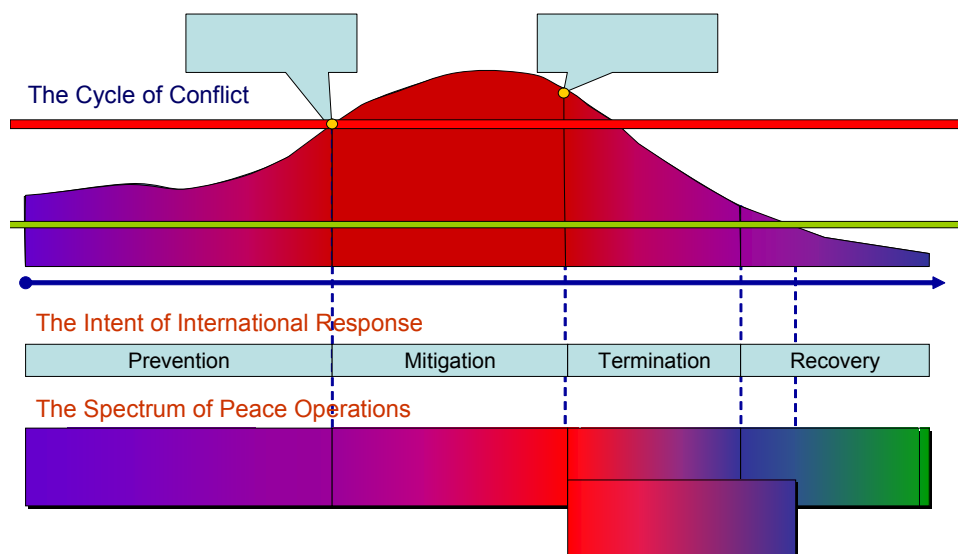 The Cycle of Conflict
The Intent of International Response
Prevention Mitigation Termination Recovery
The Spectrum of Peace Operations